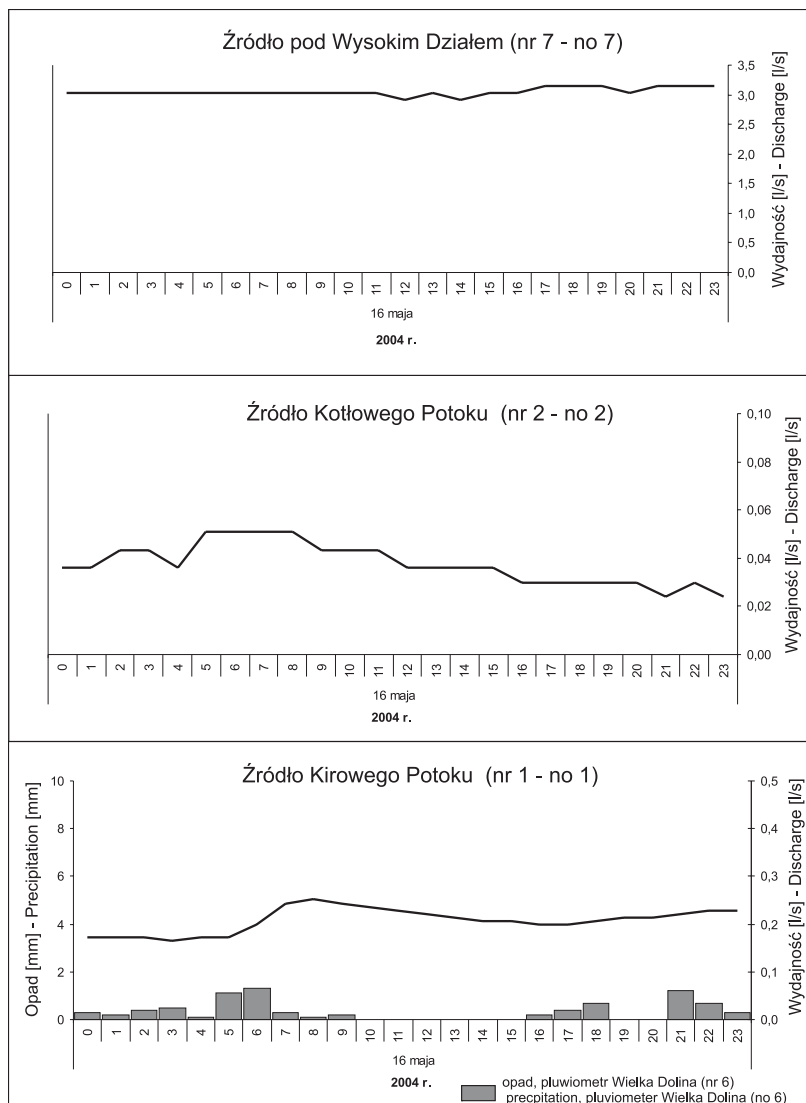 Źródło pod Wysokim Działem (nr 7 - no 7)
3,5
3,0
2,5
2,0
1,5
1,0
0,5
0,0
Wydajność [l/s] - Discharge [l/s]
0 1 2 3 4 5 6 7 8 9 10 11 12 13 14 15 16 17 18 19 20 21 22 23
16 maja
2004 r.
Źródło Kotłowego Potoku (nr 2 - no 2)
0,10
0,08
0,06
0,04
0,02
0,00
Wydajność [l/s] - Discharge [l/s]
0 1 2 3 4 5 6 7 8 9 10 11 12 13 14 15 16 17 18 19 20 21 22 23
16 maja
2004 r.
Źródło Kirowego Potoku (nr 1 - no 1)
Opad [mm] - Precipitation [mm]
10
8
6
4
2
0
0,5
0,4
0,3
0,2
0,1
0,0
Wydajność [l/s] - Discharge [l/s]
0 1 2 3 4 5 6 7 8 9 10 11 12 13 14 15 16 17 18 19 20 21 22 23
16 maja
2004 r.
opad, pluwiometr Wielka Dolina (nr 6)
precpitation, pluviometer Wielka Dolina (no 6)